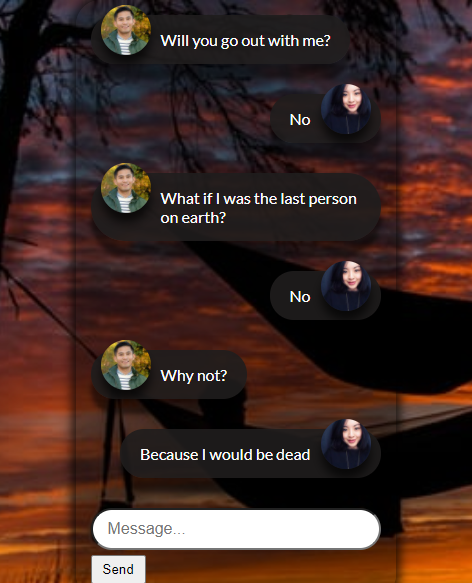 Will you go out with me?
No
What if I was the last person
on earth?
No
Why not?
Because I would be dead
Message...
Send